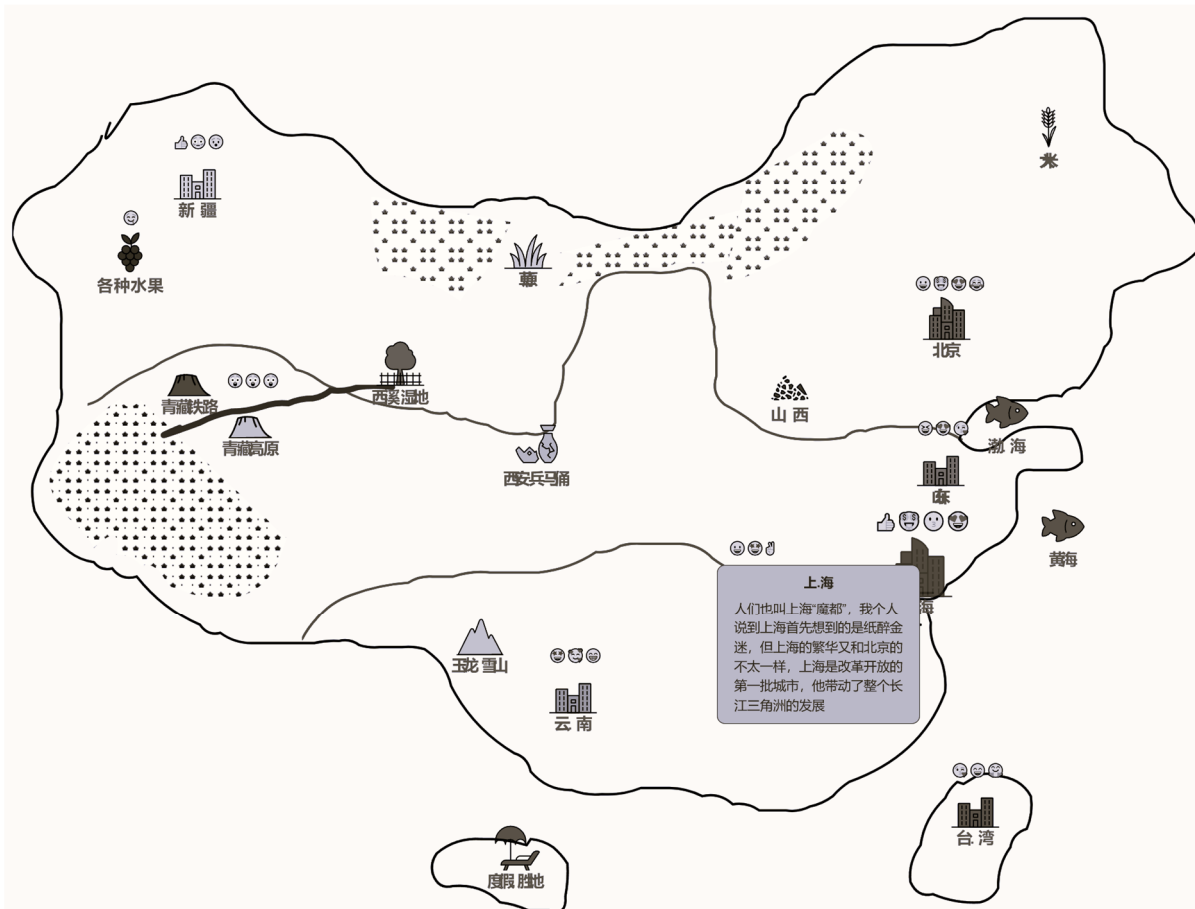 新疆
各种水果
草原
大米
北京
青藏铁路
西溪湿地
山西
渤海
青藏高原
西安兵马俑
山东
黄海
上海
人们也叫上海“魔都”，我个人
说到上海首先想到的是纸醉金
迷，但上海的繁华又和北京的
不太一样，上海是改革开放的
第一批城市，他带动了整个长
江三角洲的发展
海
玉龙雪山
云南
台湾
度假胜地